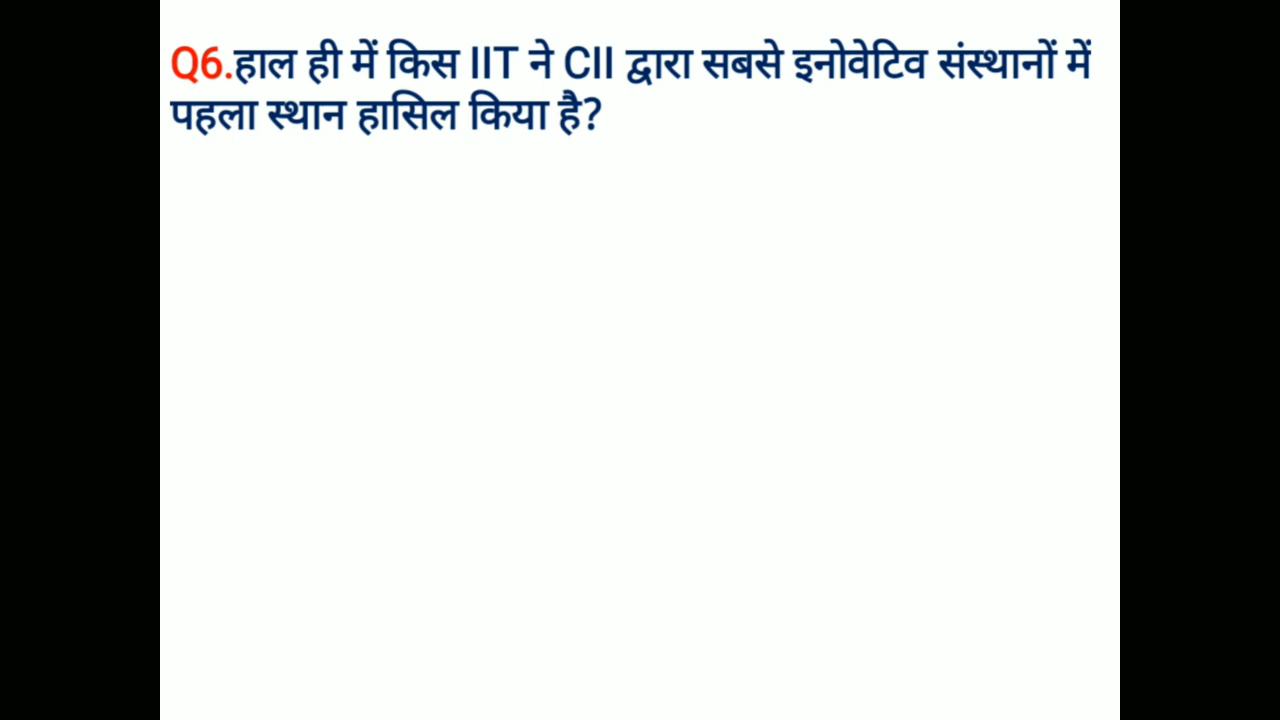 Q6.हाल ही में किस IIT ने CII द्वारा सबसे इनोवेटिव संस्थानों में
पहला स्थान हासिल किया है?